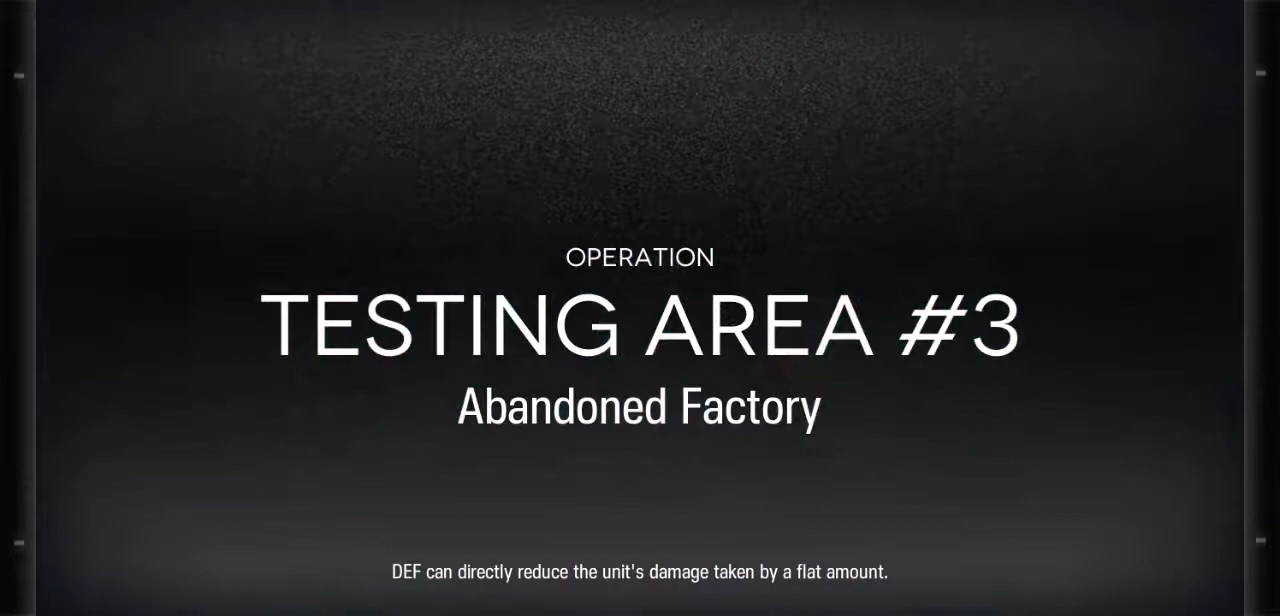 OPERATION
TESTING AREA #3
Abandoned Factory
DEF can directly reduce the unit's damage taken by a flat amount.